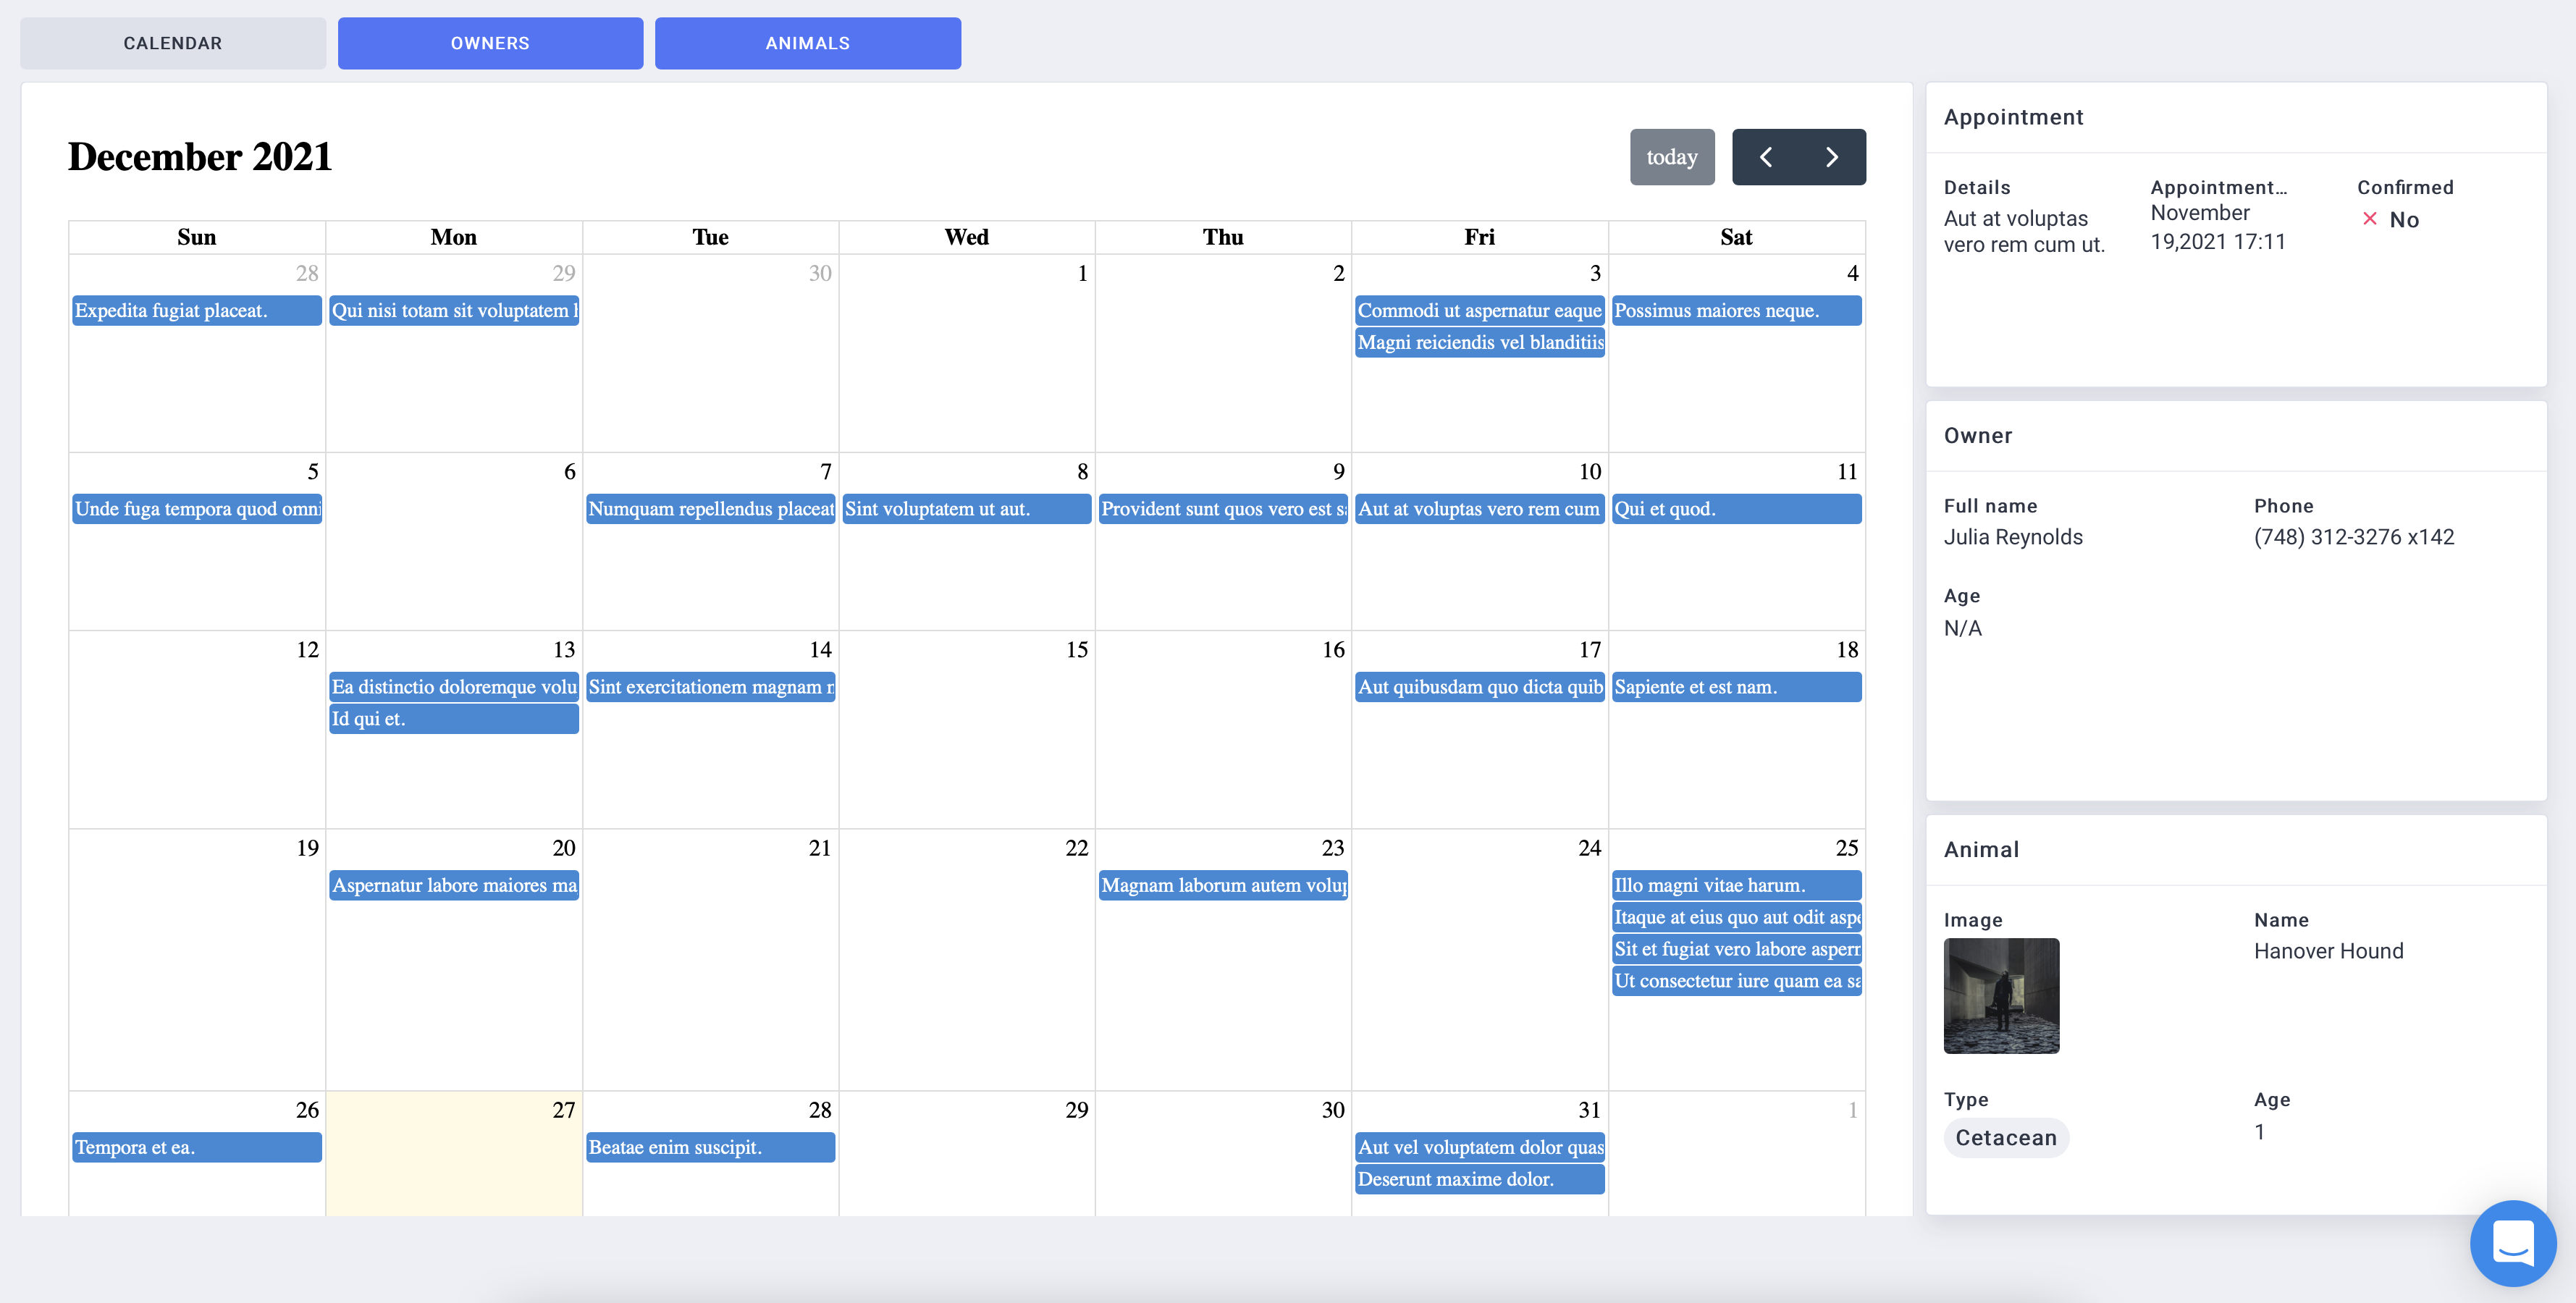 CALENDAR
OWNERS
ANIMALS
December 2021
today
Sun Mon Tue Wed Thu Fri Sat
28 29 30 1 2 3 4
Expedita fugiat placeat.
Qui nisi totam sit voluptatem
Commodi ut aspernatur eaque
Possimus maiores neque.
Magni reiciendis vel blanditiis
5 6 7 8 9 10 11
Unde fuga tempora quod omni
Numquam repellendus placeat
Sint voluptatem ut aut.
Provident sunt quos vero est sa
Aut at voluptas vero rem cum
Qui et quod.
12 13 14 15 16 17 18
Ea distinctio doloremque volu
Sint exercitationem magnam
Aut quibusdam quo dicta quib
Sapiente et est nam.
Id qui et.
19 20 21 22 23 24 25
Aspernatur labore maiores ma
Magnam laborum autem volup
Illo magni vitae harum.
Itaque at eius quo aut odit aspe
Sit et fugiat vero labore aspern
Ut consectetur iure quam ea sa
26 27 28 29 30 31 1
Tempora et ea.
Beatae enim suscipit.
Aut vel voluptatem dolor quas
Deserunt maxime dolor.
Appointment
Details
Aut at voluptas
vero rem cum ut.
Appointment...
November
19,2021 17:11
Confirmed
No
Owner
Full name
Julia Reynolds
Phone
(748) 312-3276 x142
Age
N/A
Animal
Image
Name
Hanover Hound
Type
Cetacean
Age
1